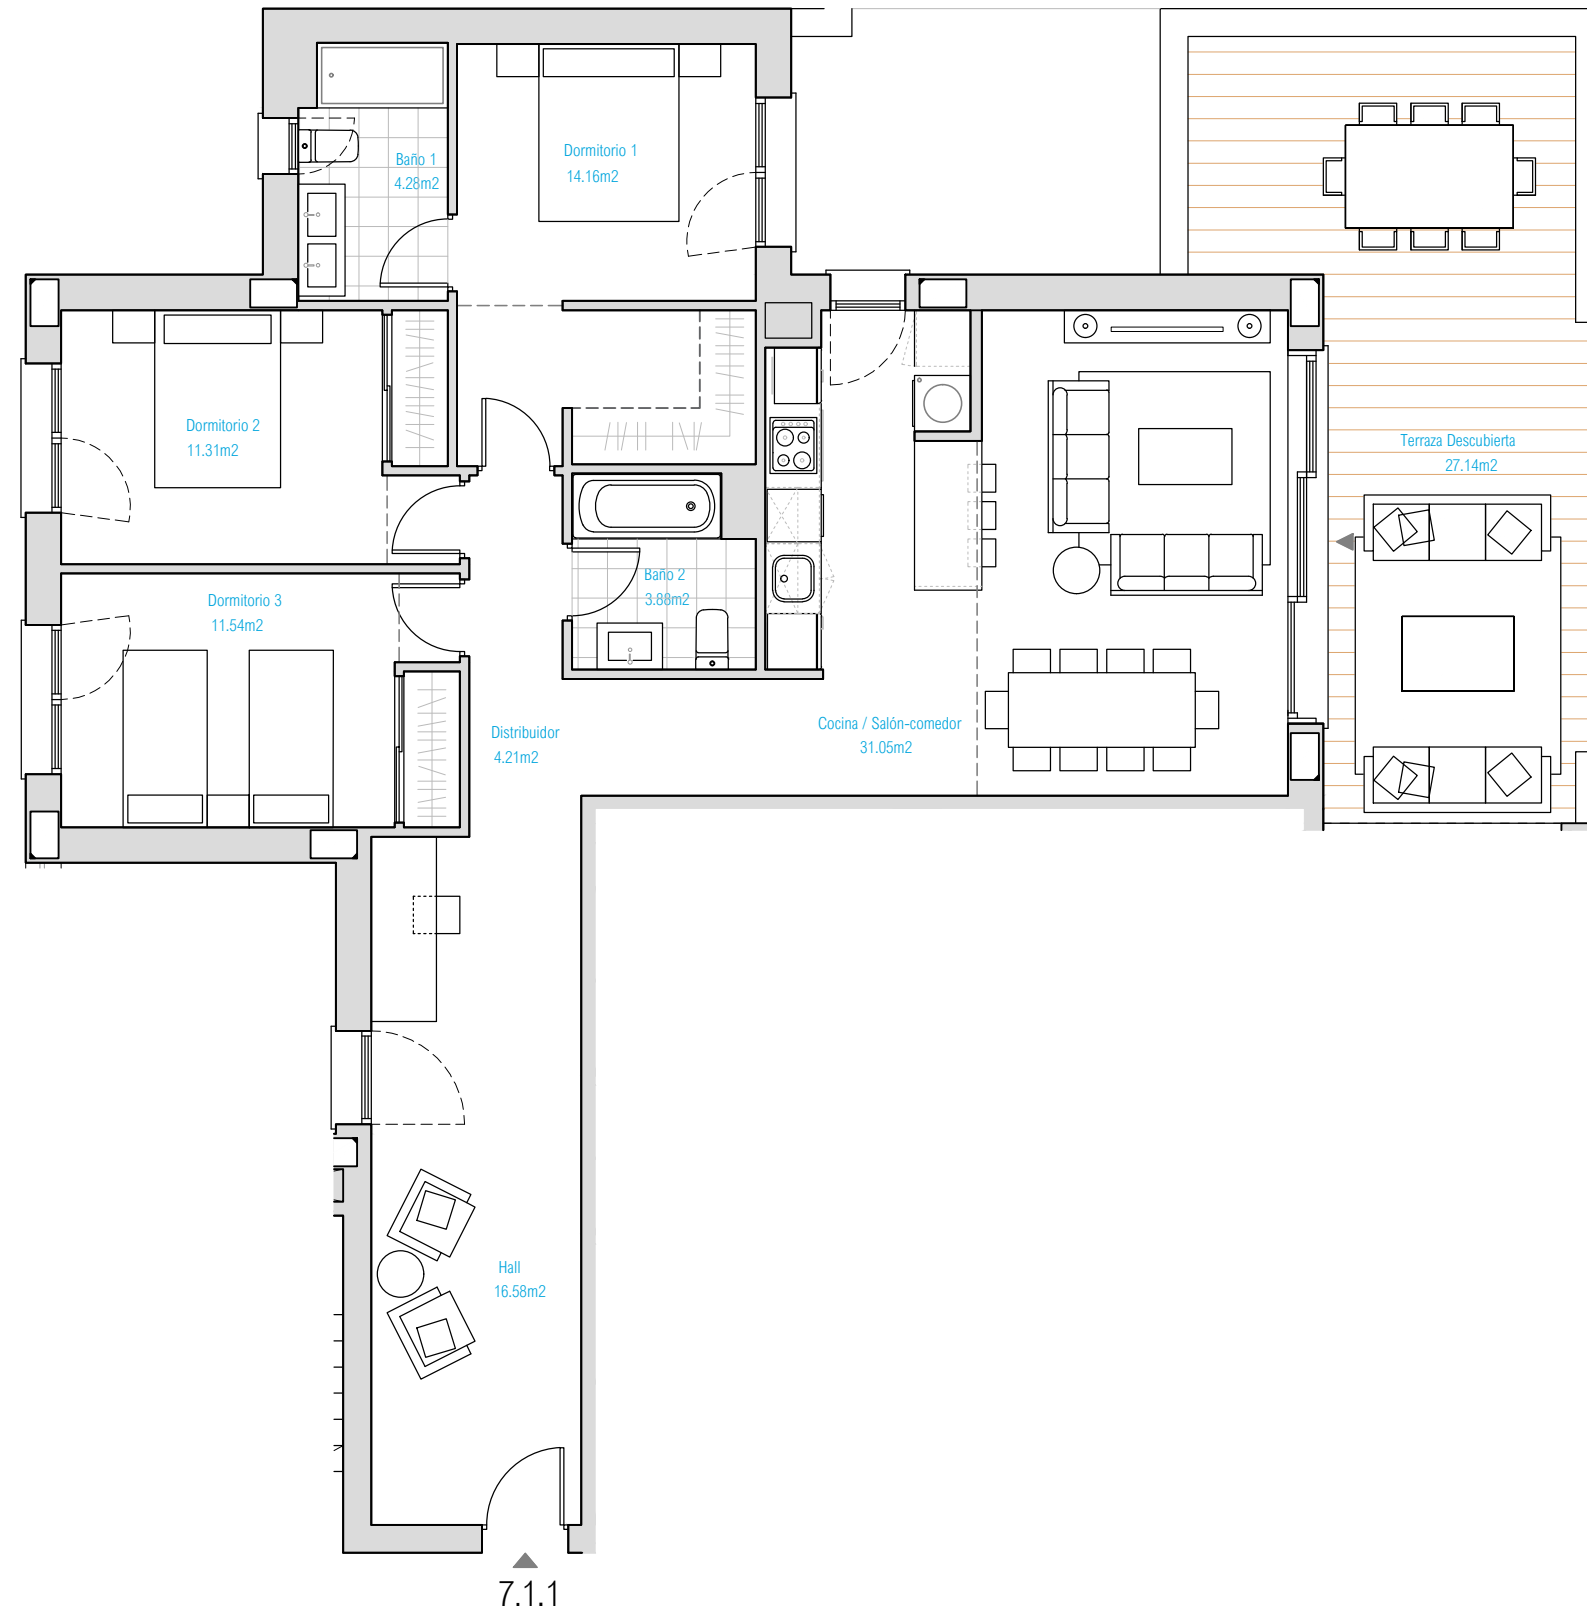 Baño 1
4.28m2
Dormitorio 1
14.16m2
Dormitorio 2
11.31m2
Terraza Descubierta
27.14m2
Baño 2
3.88m2
Dormitorio 3
11.54m2
Distribuidor
4.21m2
Cocina / Salón-comedor
31.05m2
Hall
16.58m2
7.1.1